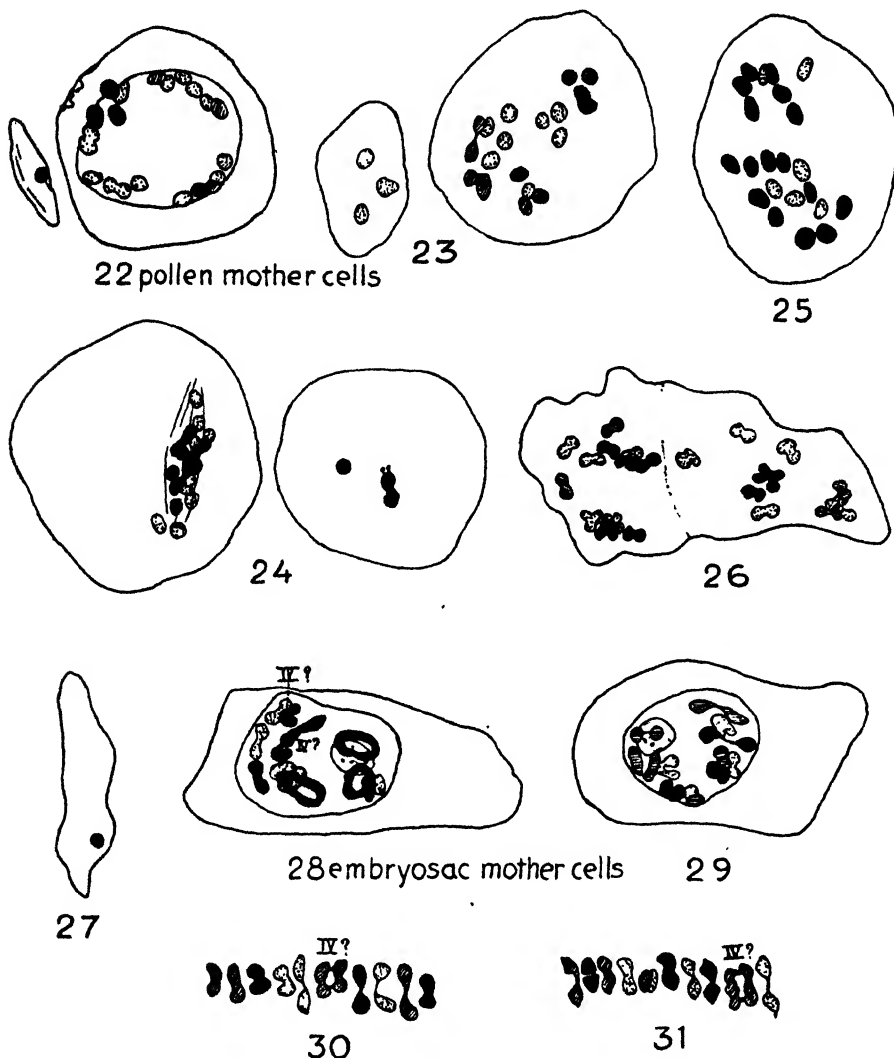 22 pollen mother cells
23
25
24
26
IV?
IV?
27
28 embryosac mother cells
29
IV?
IV?
30
31